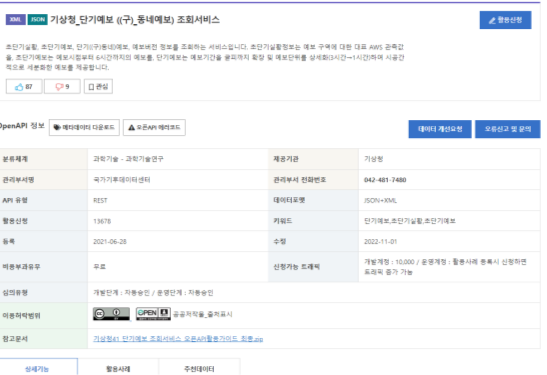 XML JSON 기상청_단기예보 ((구)_동네예보) 조회서비스
활용신청
초단기실황, 초단기예보, 단기((구)동네)예보, 예보버전 정보를 조회하는 서비스입니다. 초단기실황정보는 예보 구역에 대한 대표 AWS 관측값
을, 초단기예보는 예보시점부터 6시간까지의 예보를, 단기예보는 예보기간을 글피까지 확장 및 예보단위를 상세화(3시간→1시간)하여 시공간
적으로 세분화한 예보를 제공합니다.
87 9 관심
OpenAPI 정보 메타데이터 다운로드 오픈API 에러코드
데이터 개선요청 오류신고 및 문의
분류체계 과학기술 - 과학기술연구 제공기관 기상청
관리부서명 국가기후데이터센터 관리부서 전화번호 042-481-7480
API 유형 REST 데이터포맷 JSON+XML
활용신청 13678 키워드 단기예보,초단기실황,초단기예보
등록 2021-06-28 수정 2022-11-01
비용부과유무 무료 신청가능 트래픽 개발계정 : 10,000 / 운영계정 : 활용사례 등록시 신청하면
트래픽 증가 가능
심의유형 개발단계 : 자동승인 / 운영단계 : 자동승인
이용허락범위 OPEN 공공저작물_출처표시
참고문서 기상청41_단기예보 조회서비스_오픈API활용가이드_최종.zip
상세기능 활용사례 추천데이터